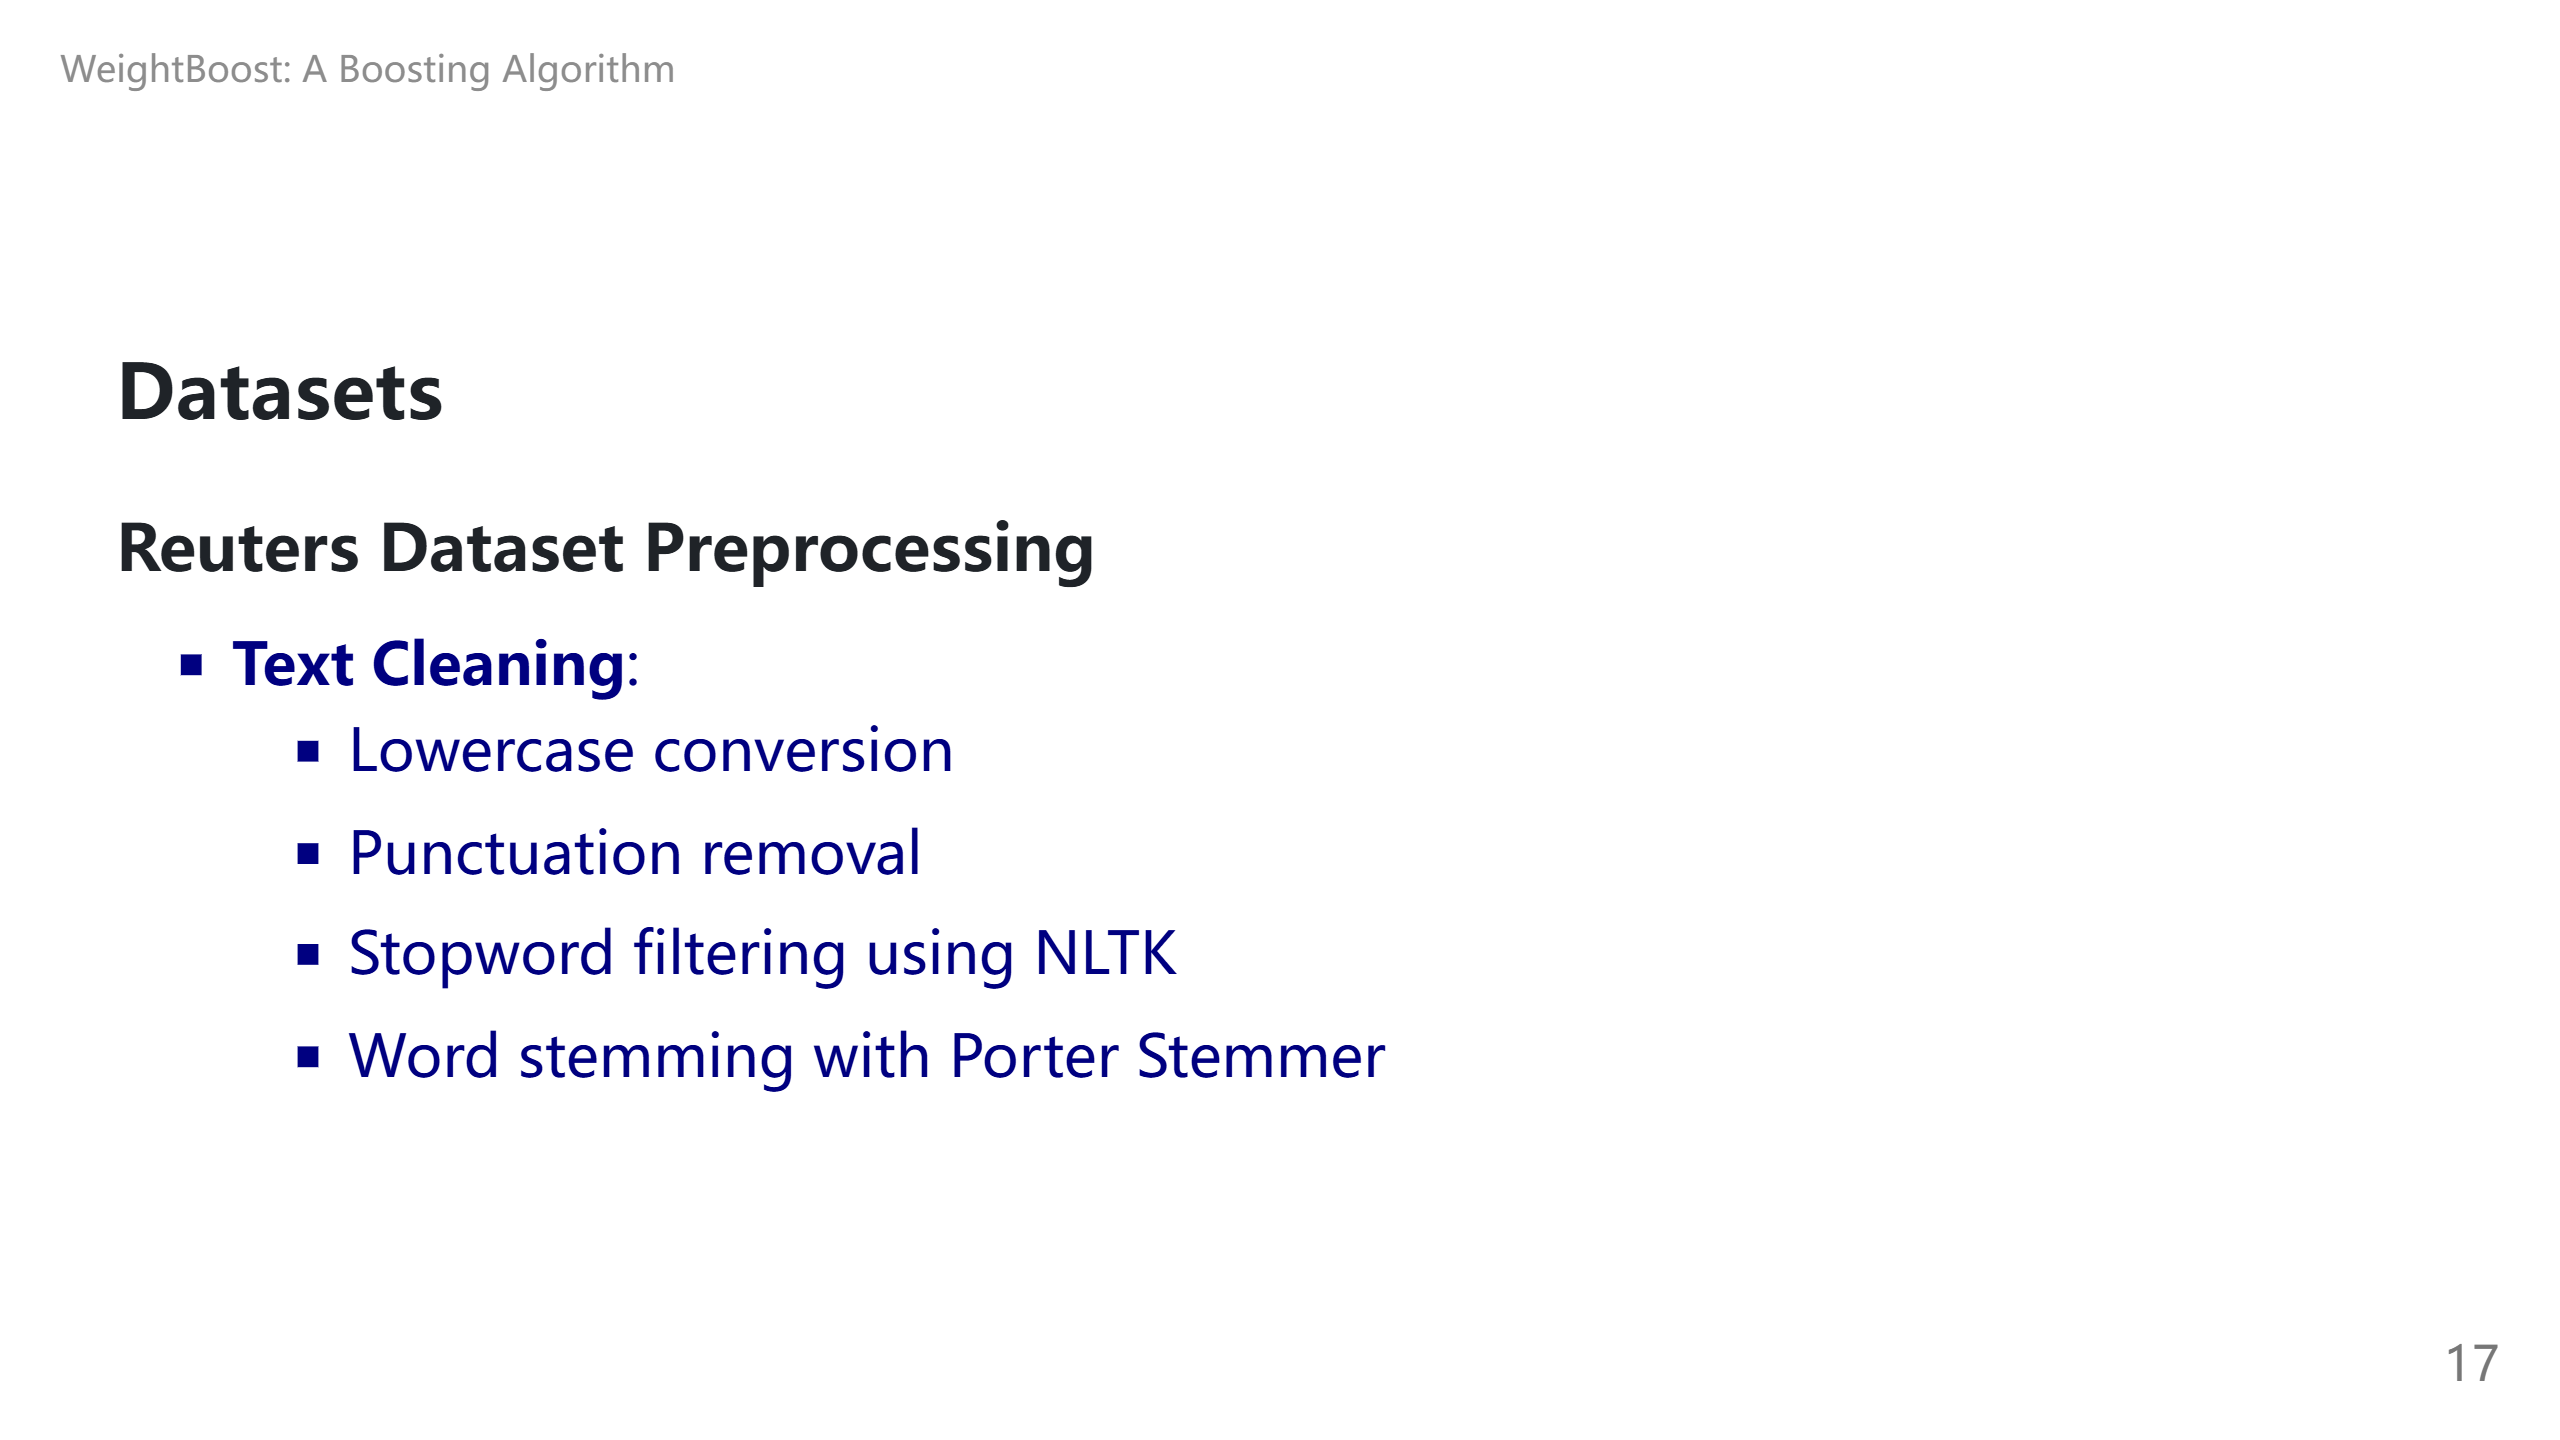 WeightBoost: A Boosting Algorithm
Datasets
Reuters Dataset Preprocessing
Text Cleaning:
Lowercase conversion
Punctuation removal
Stopword filtering using NLTK
Word stemming with Porter Stemmer
17